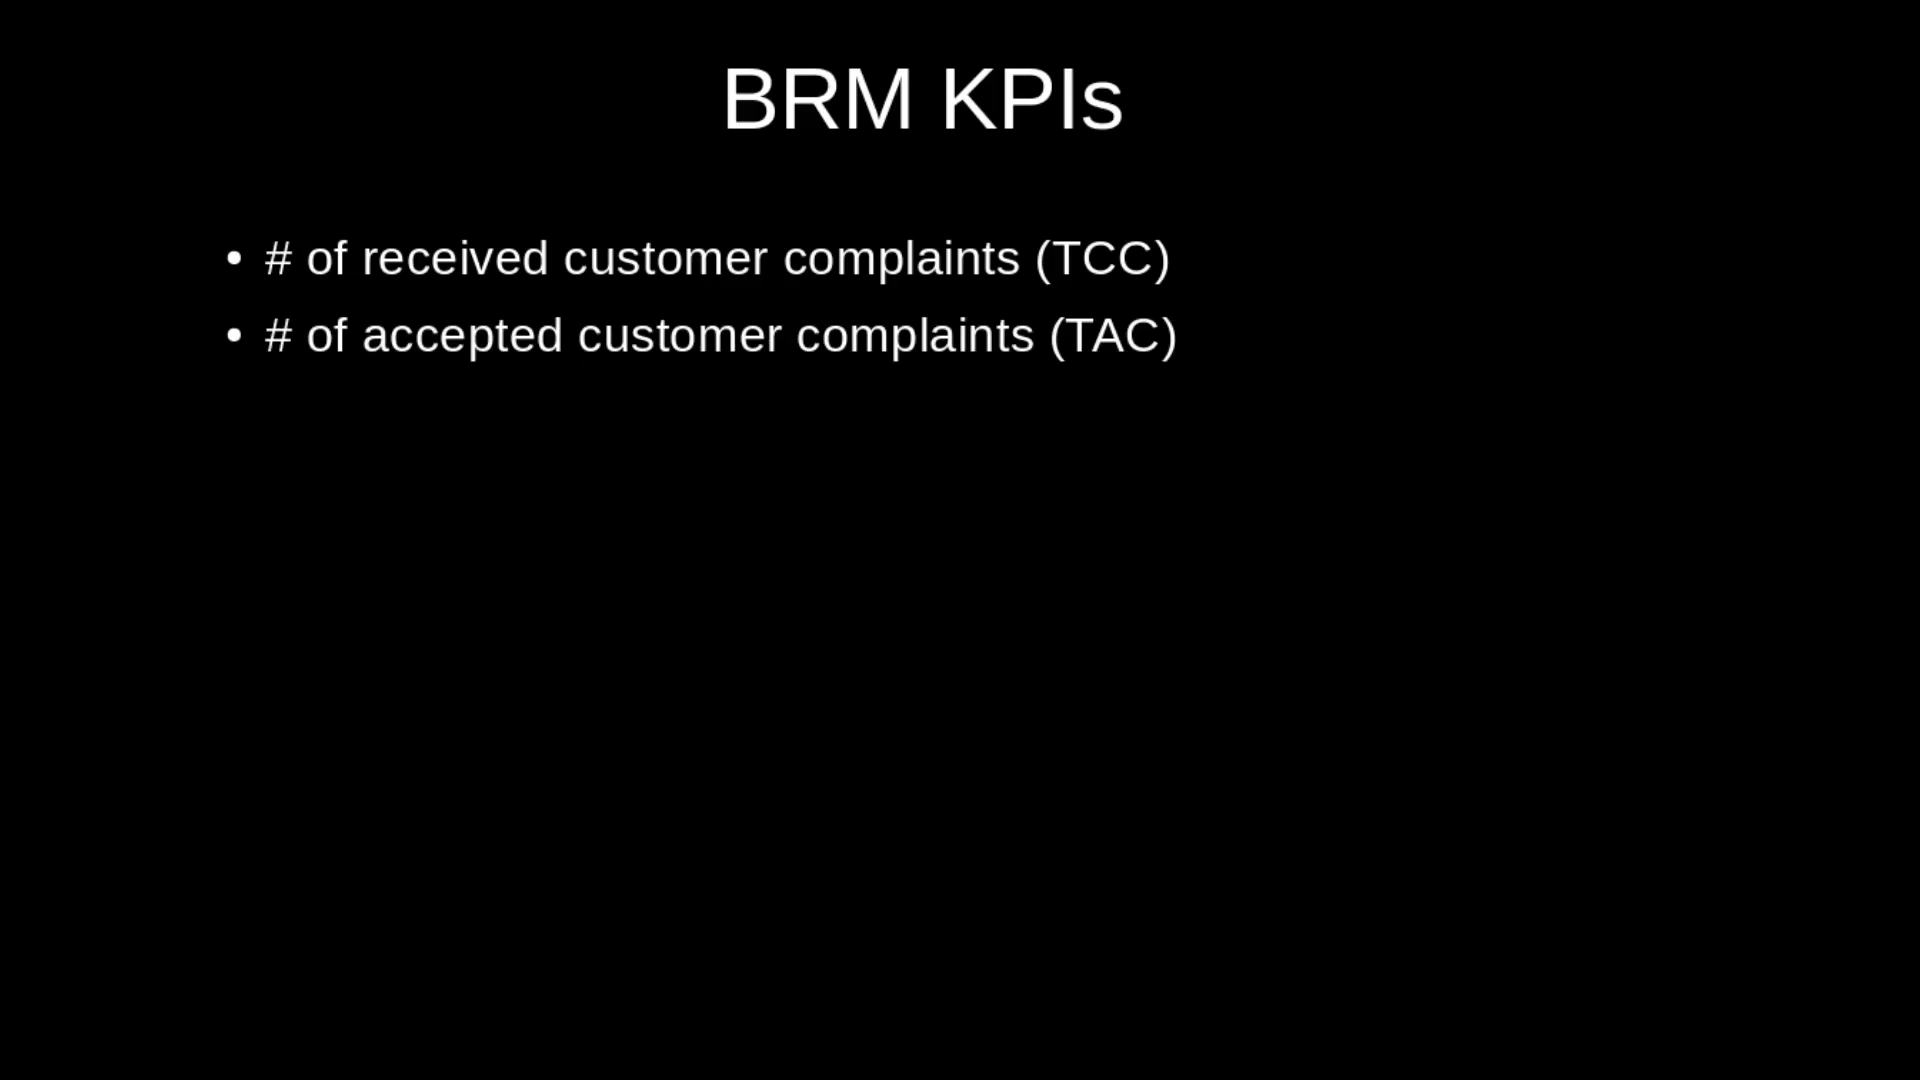 BRM KPIs
• # of received customer complaints (TCC)
• # of accepted customer complaints (TAC)